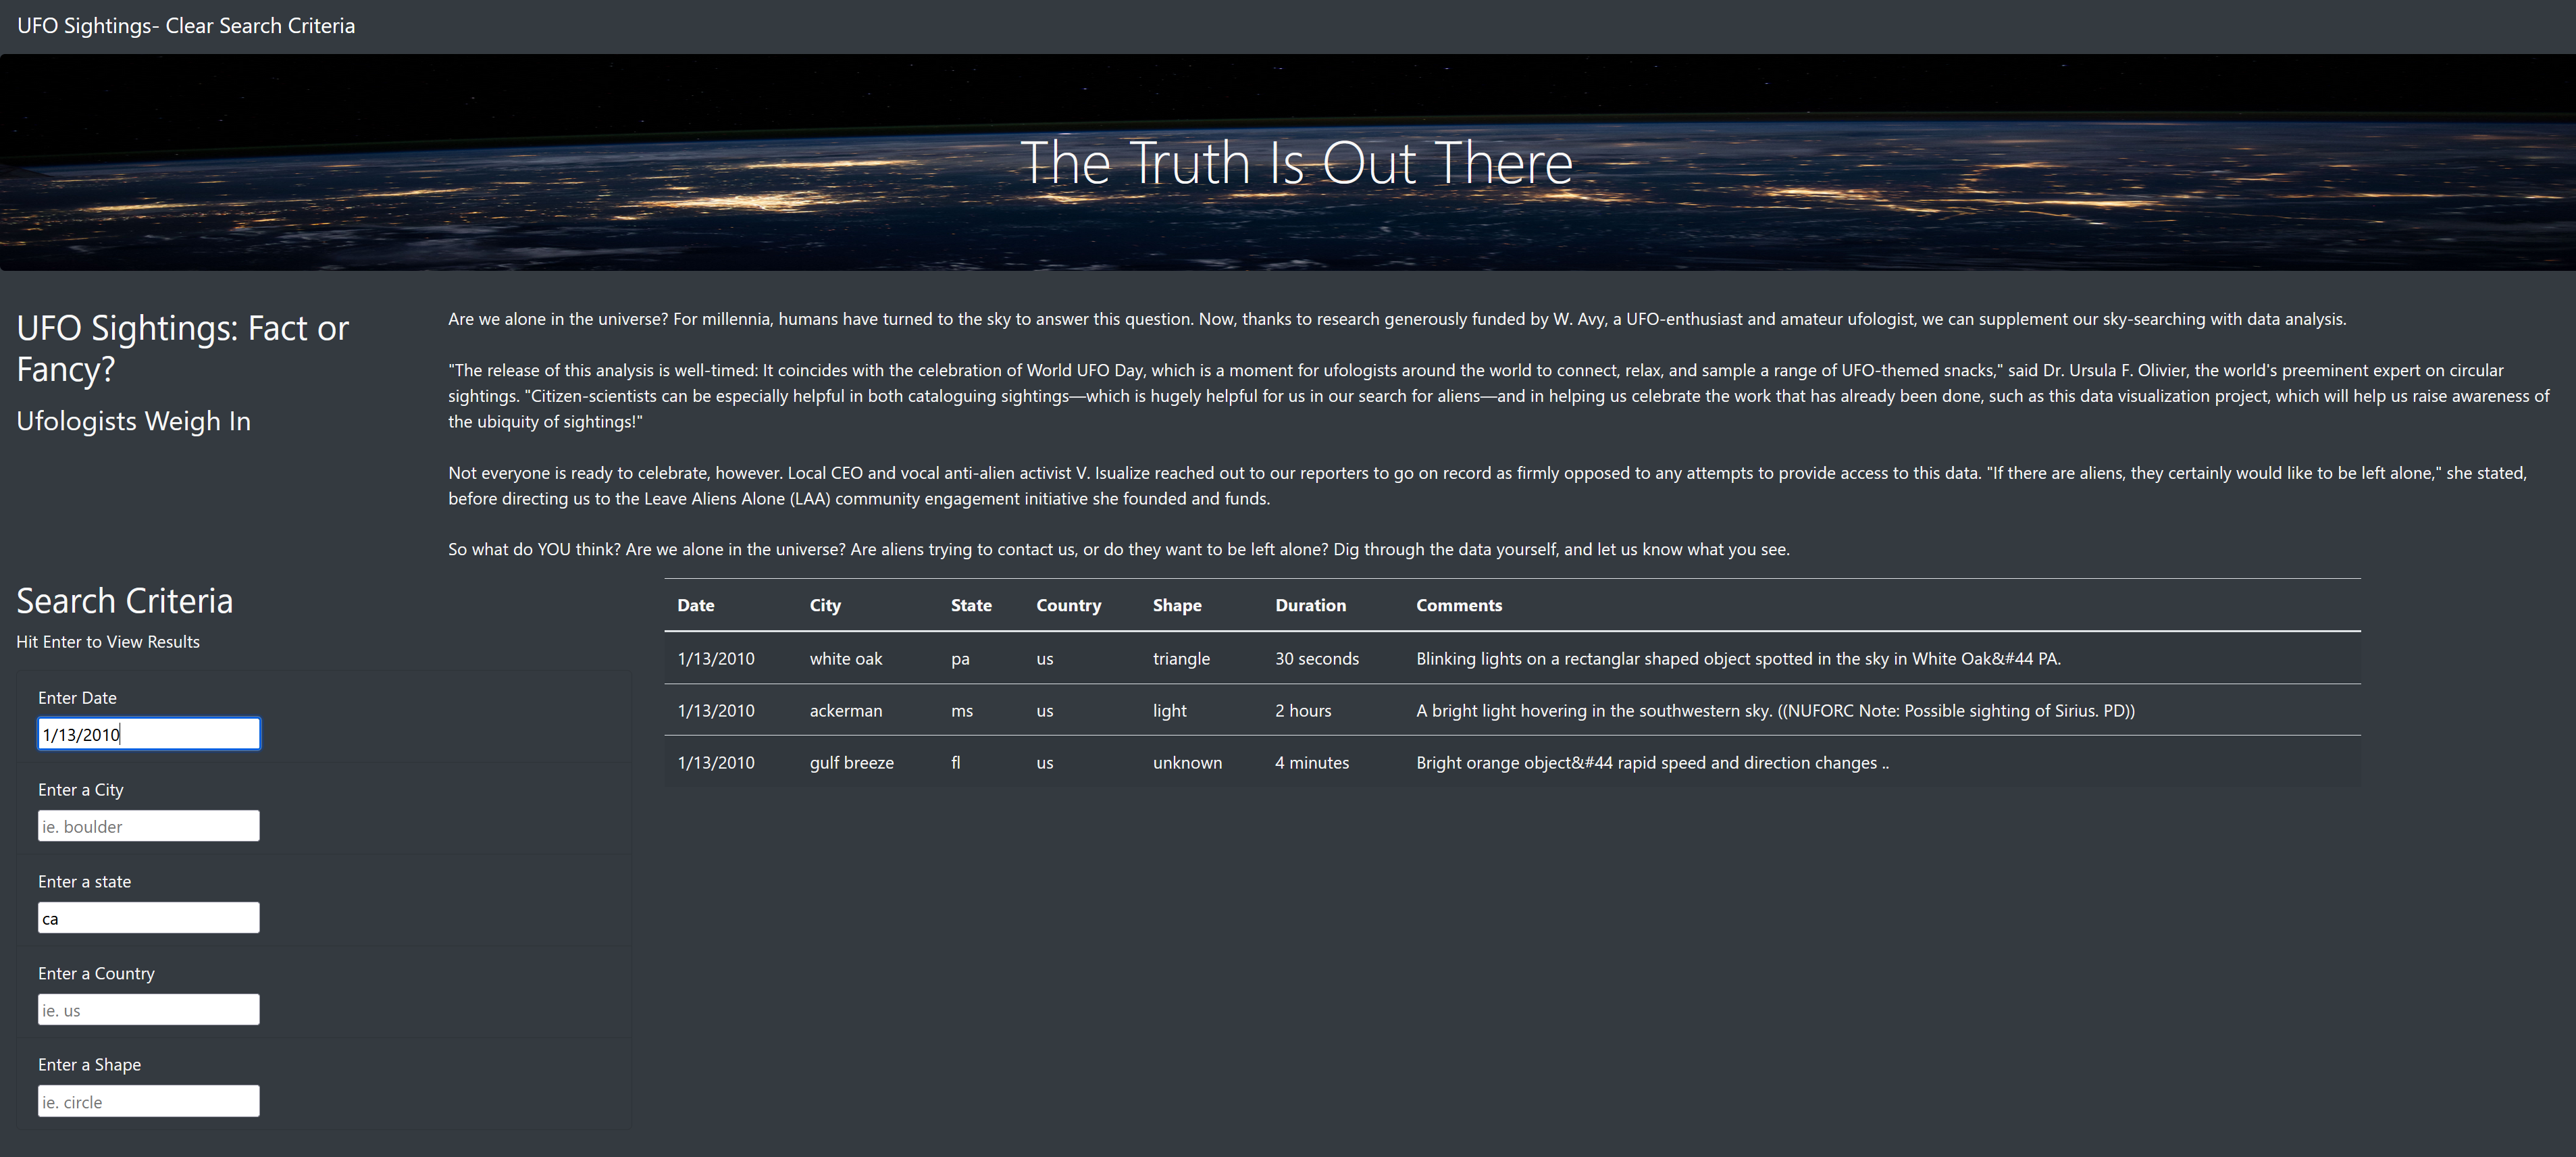 UFO Sightings- Clear Search Criteria
The Truth Is Out There
UFO Sightings: Fact or
Fancy?
Ufologists Weigh In
Are we alone in the universe? For millennia, humans have turned to the sky to answer this question. Now, thanks to research generously funded by W. Avy, a UFO-enthusiast and amateur ufologist, we can supplement our sky-searching with data analysis.
"The release of this analysis is well-timed: It coincides with the celebration of World UFO Day, which is a moment for ufologists around the world to connect, relax, and sample a range of UFO-themed snacks," said Dr. Ursula F. Olivier, the world's preeminent expert on circular
sightings. "Citizen-scientists can be especially helpful in both cataloguing sightings—which is hugely helpful for us in our search for aliens—and in helping us celebrate the work that has already been done, such as this data visualization project, which will help us raise awareness of
the ubiquity of sightings!"
Not everyone is ready to celebrate, however. Local CEO and vocal anti-alien activist V. Isualize reached out to our reporters to go on record as firmly opposed to any attempts to provide access to this data. "If there are aliens, they certainly would like to be left alone," she stated,
before directing us to the Leave Aliens Alone (LAA) community engagement initiative she founded and funds.
So what do YOU think? Are we alone in the universe? Are aliens trying to contact us, or do they want to be left alone? Dig through the data yourself, and let us know what you see.
Search Criteria
Hit Enter to View Results
Enter Date
1/13/2010
Enter a City
ie. boulder
Enter a state
ca
Enter a Country
ie. us
Enter a Shape
ie. circle
Date City State Country Shape Duration Comments
1/13/2010 white oak pa us triangle 30 seconds Blinking lights on a rectanglar shaped object spotted in the sky in White Oak&#44 PA.
1/13/2010 ackerman ms us light 2 hours A bright light hovering in the southwestern sky. ((NUFORC Note: Possible sighting of Sirius. PD))
1/13/2010 gulf breeze fl us unknown 4 minutes Bright orange object&#44 rapid speed and direction changes ..